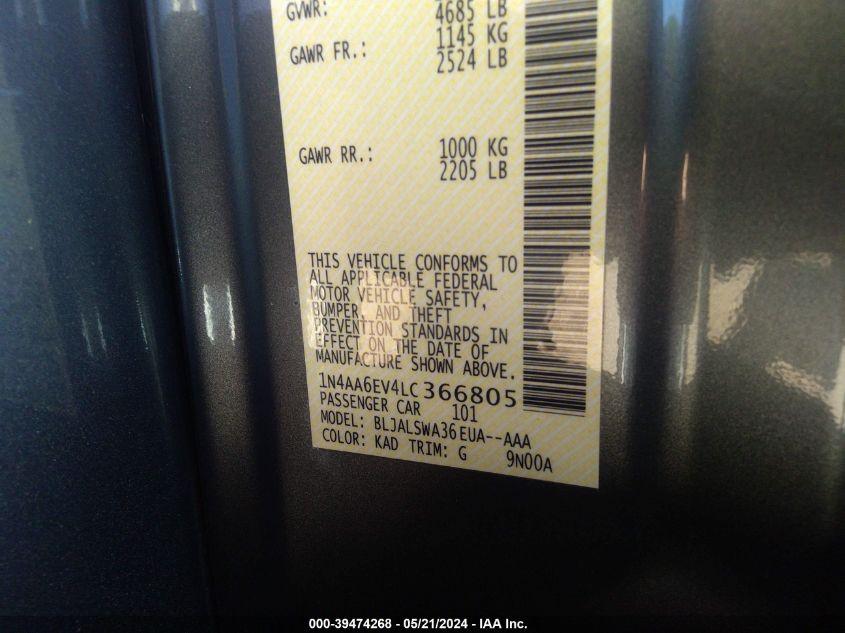 GVWR: 4685 LB
1145 KG
GAWR FR.: 2524 LB
GAWR RR.: 1000 KG
2205 LB
THIS VEHICLE CONFORMS TO
ALL APPLICABLE FEDERAL
MOTOR VEHICLE SAFETY,
BUMPER, AND THEFT
PREVENTION STANDARDS IN
EFFECT ON THE DATE OF
MANUFACTURE SHOWN ABOVE.
1N4AA6EV4LC366805
PASSENGER CAR 101
MODEL: BLJALSWA36EUA--AAA
COLOR: KAD TRIM: G 9N00A
000-39474268 - 05/21/2024 - IAA Inc.